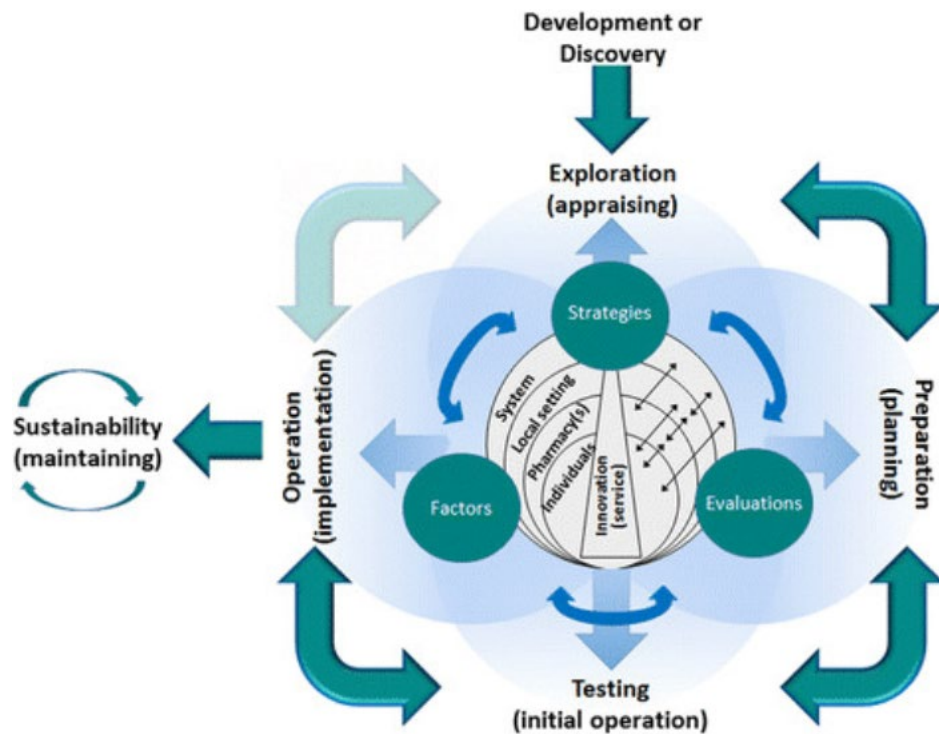 Development or
Discovery
Exploration
(appraising)
Strategies
System
Local setting
Pharmacy(s)
Individuals
Innovation
(service)
Operation
(implementation)
Preparation
(planning)
Sustainability
(maintaining)
Factors
Evaluations
Testing
(initial operation)